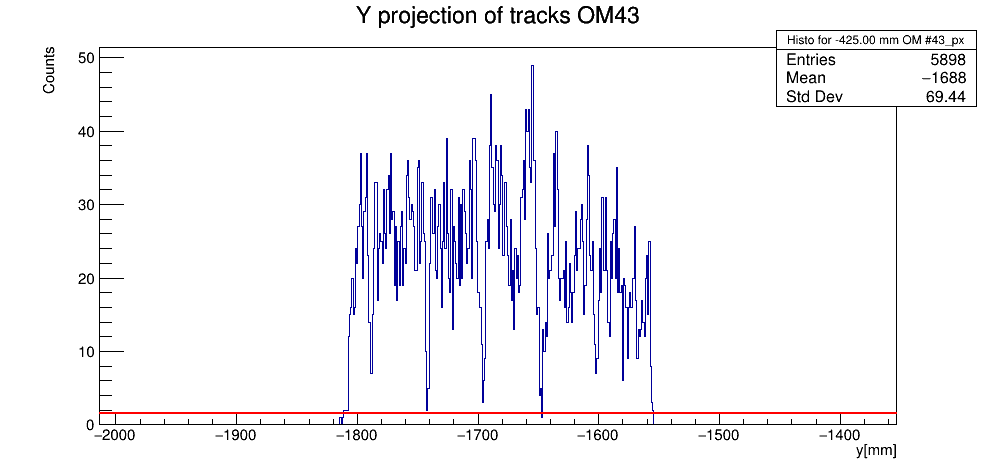 Y projection of tracks OM43
Histo for -425.00 mm OM #43_px
Entries 5898
Mean −1688
Std Dev 69.44
Counts
50
40
30
20
10
0
−2000 −1900 −1800 −1700 −1600 −1500 −1400
y[mm]